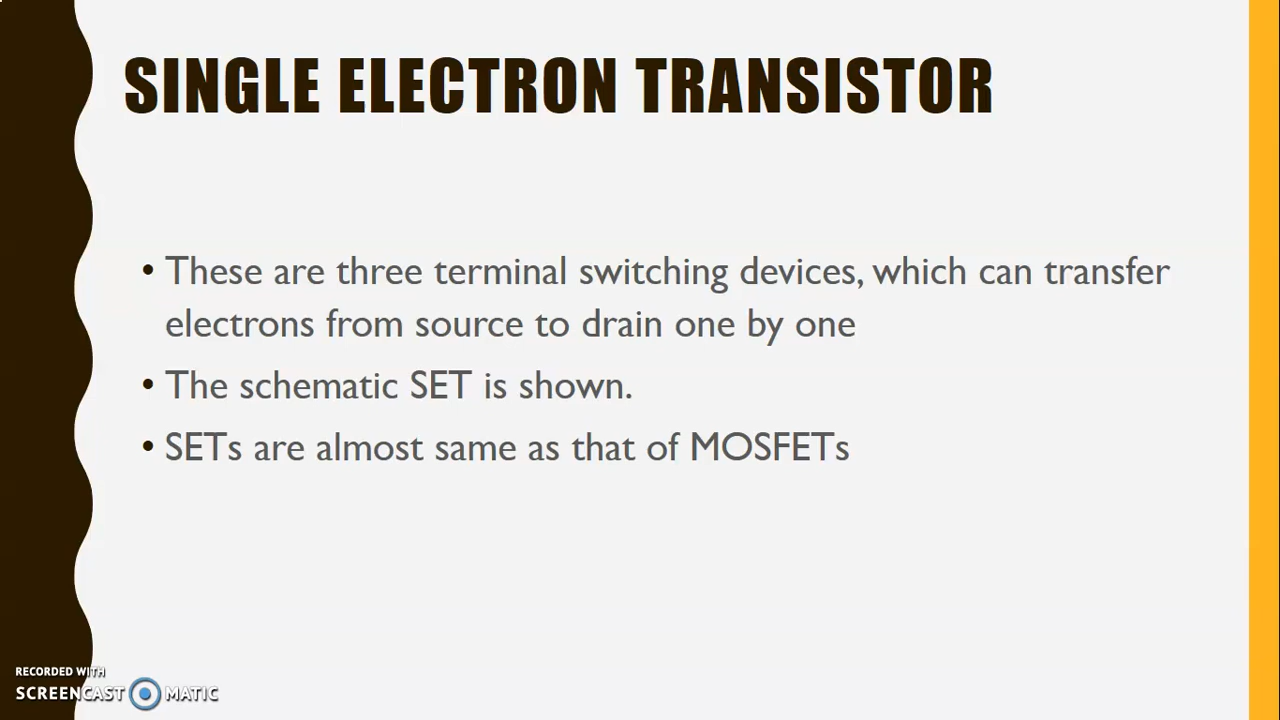 SINGLE ELECTRON TRANSISTOR
• These are three terminal switching devices, which can transfer
electrons from source to drain one by one
• The schematic SET is shown.
• SETs are almost same as that of MOSFETs
RECORDED WITH
SCREENCAST MATIC